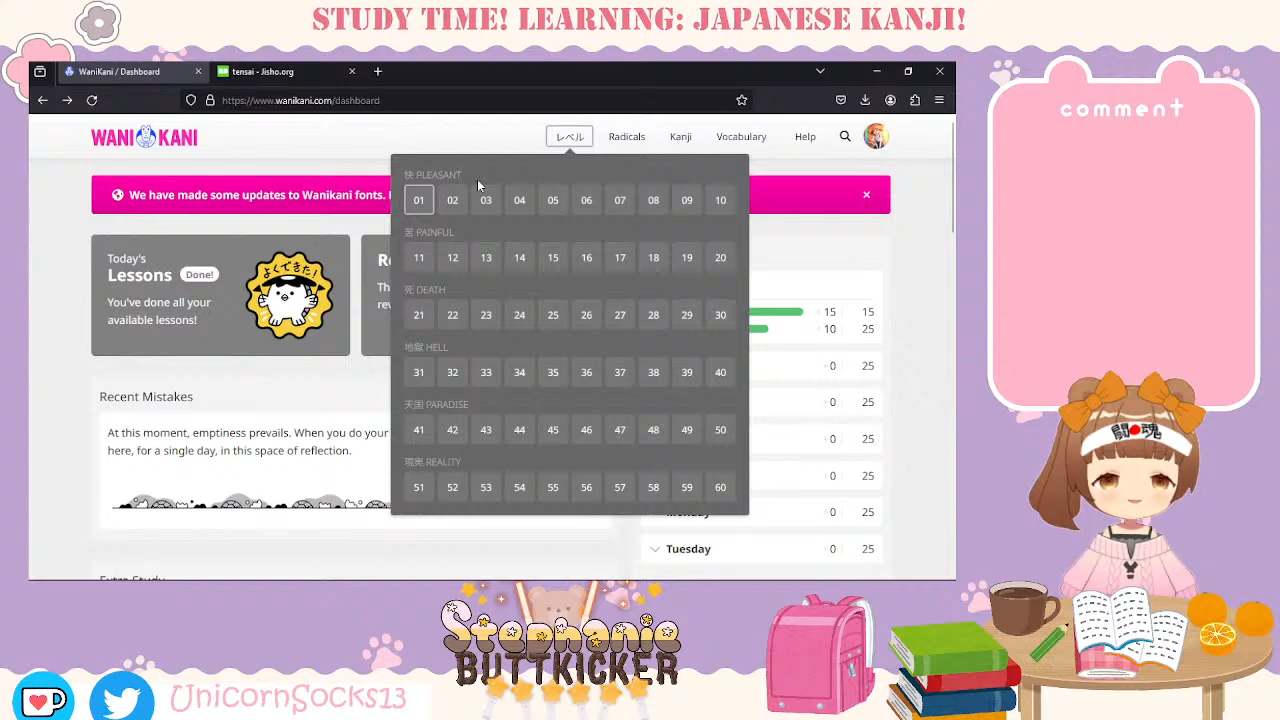 STUDY TIME! LEARNING: JAPANESE KANJI!
WaniKani / Dashboard
tensai - Jisho.org
https://www.wanikani.com/dashboard
WANI KANI
レベル
Radicals
Kanji
Vocabulary
Help
We have made some updates to Wanikani fonts.
快 PLEASANT
01 02 03 04 05 06 07 08 09 10
苦 PAINFUL
11 12 13 14 15 16 17 18 19 20
死 DEATH
21 22 23 24 25 26 27 28 29 30
地獄 HELL
31 32 33 34 35 36 37 38 39 40
天国 PARADISE
41 42 43 44 45 46 47 48 49 50
現実 REALITY
51 52 53 54 55 56 57 58 59 60
Today's
Lessons Done!
You've done all your
available lessons!
よくできた!
Recent Mistakes
At this moment, emptiness prevails. When you do your
here, for a single day, in this space of reflection.
15 15
10 25
0 25
0 25
0 25
0 25
Monday 0 25
Tuesday 0 25
comment
闘魂
Stephanie
BUTTKICKER
UnicornSocks13